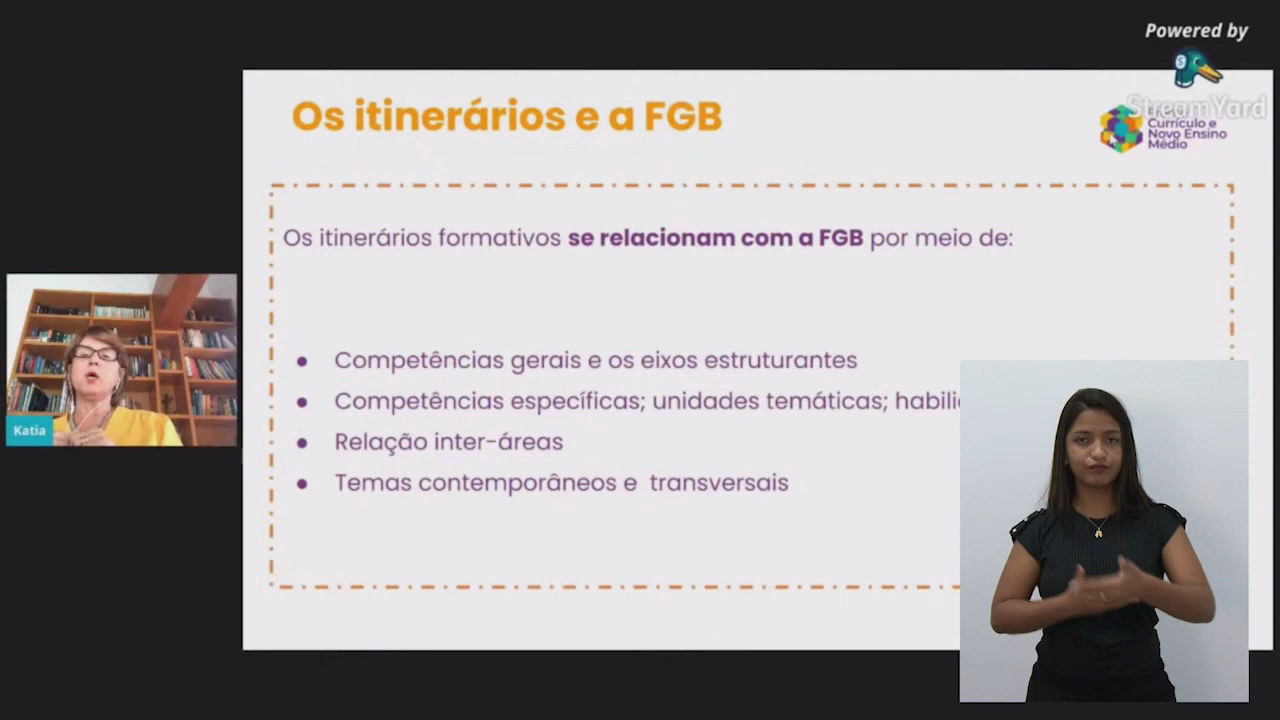 Powered by
StreamYard
Os itinerários e a FGB
Currículo e
Novo Ensino
Médio
Os itinerários formativos se relacionam com a FGB por meio de:
Competências gerais e os eixos estruturantes
Competências específicas; unidades temáticas;
Relação inter-áreas
Temas contemporâneos e transversais
Katia